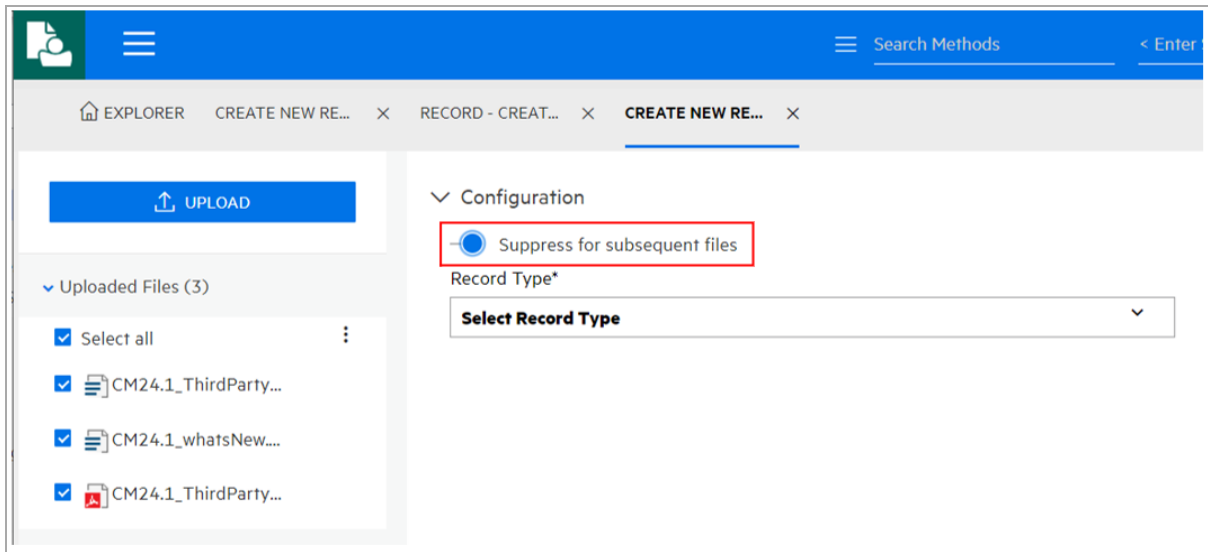 Search Methods
< Enter
EXPLORER
CREATE NEW RE...
RECORD - CREAT...
CREATE NEW RE...
UPLOAD
Configuration
Suppress for subsequent files
Record Type*
Select Record Type
Uploaded Files (3)
Select all
CM24.1_ThirdParty...
CM24.1_whatsNew....
CM24.1_ThirdParty...